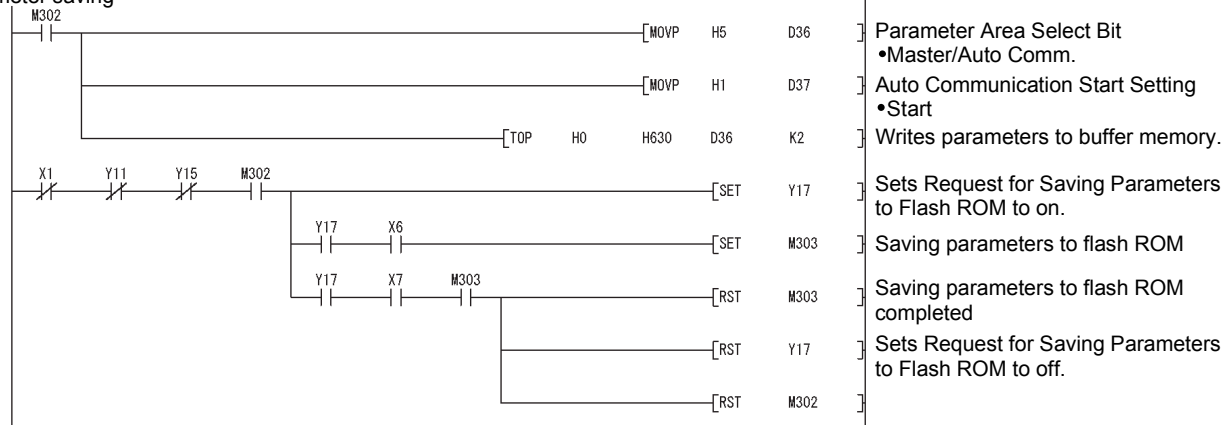 meter saving
M302
MOVP H5 D36 Parameter Area Select Bit
•Master/Auto Comm.
MOVP H1 D37 Auto Communication Start Setting
•Start
TOP H0 H630 D36 K2 Writes parameters to buffer memory.
X1 Y11 Y15 M302
SET Y17 Sets Request for Saving Parameters
to Flash ROM to on.
Y17 X6
SET M303 Saving parameters to flash ROM
Y17 X7 M303
RST M303 Saving parameters to flash ROM
completed
RST Y17 Sets Request for Saving Parameters
to Flash ROM to off.
RST M302